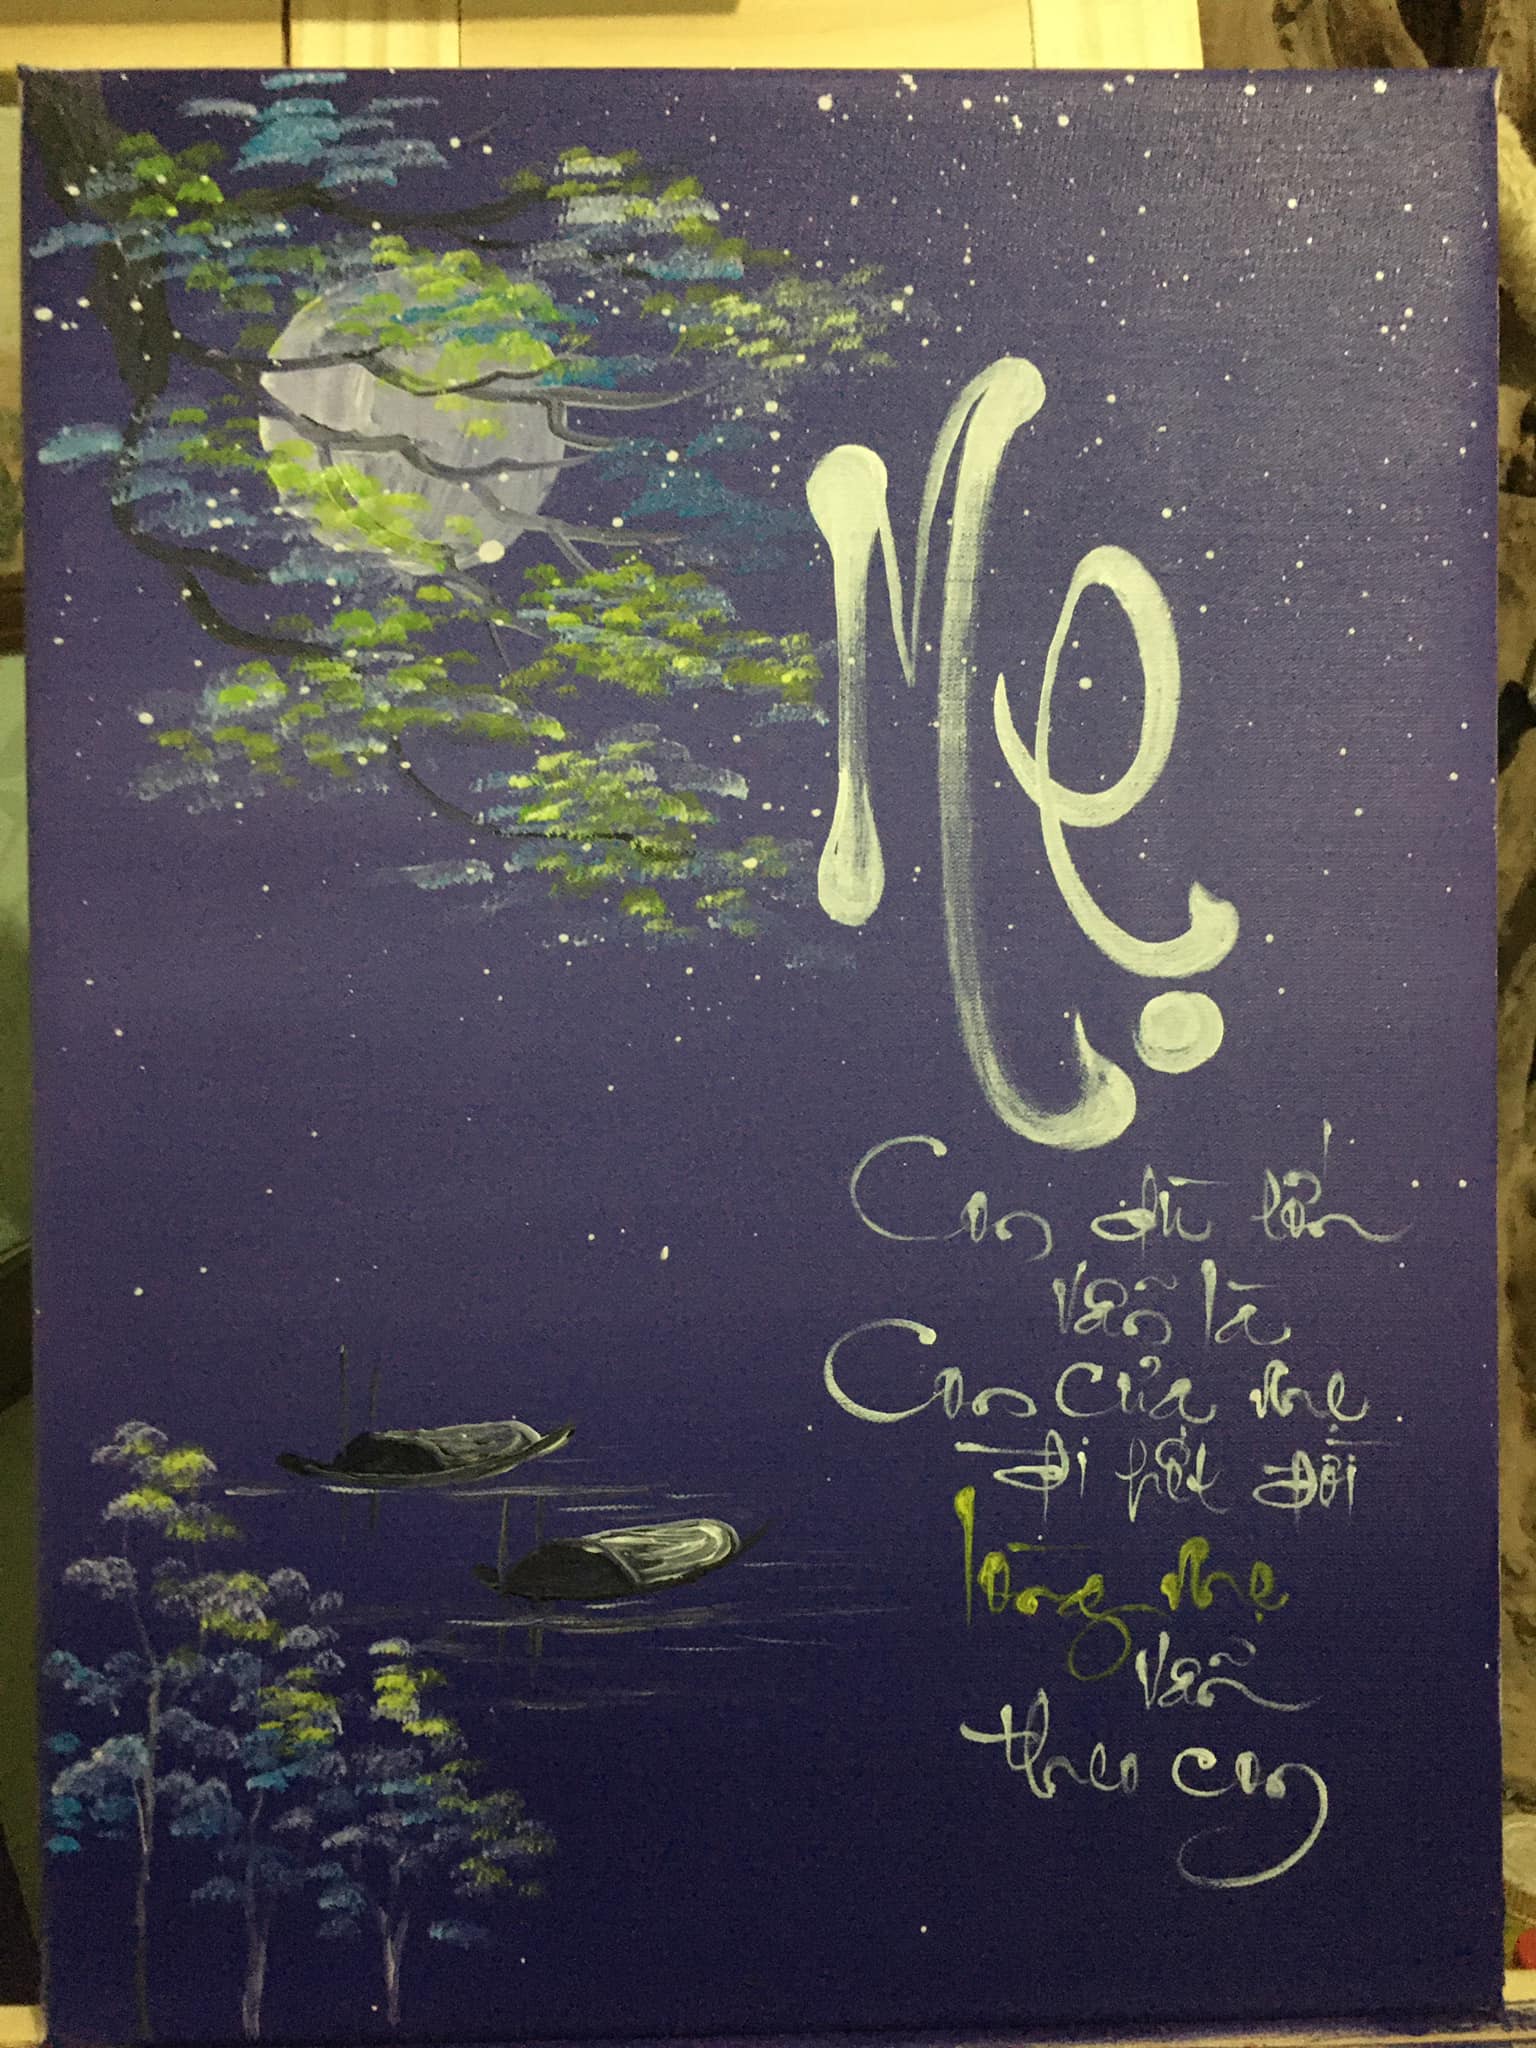 Mẹ
Con dù lớn
vẫn là
Con của mẹ
Đi hết đời
lòng mẹ
vẫn
theo con